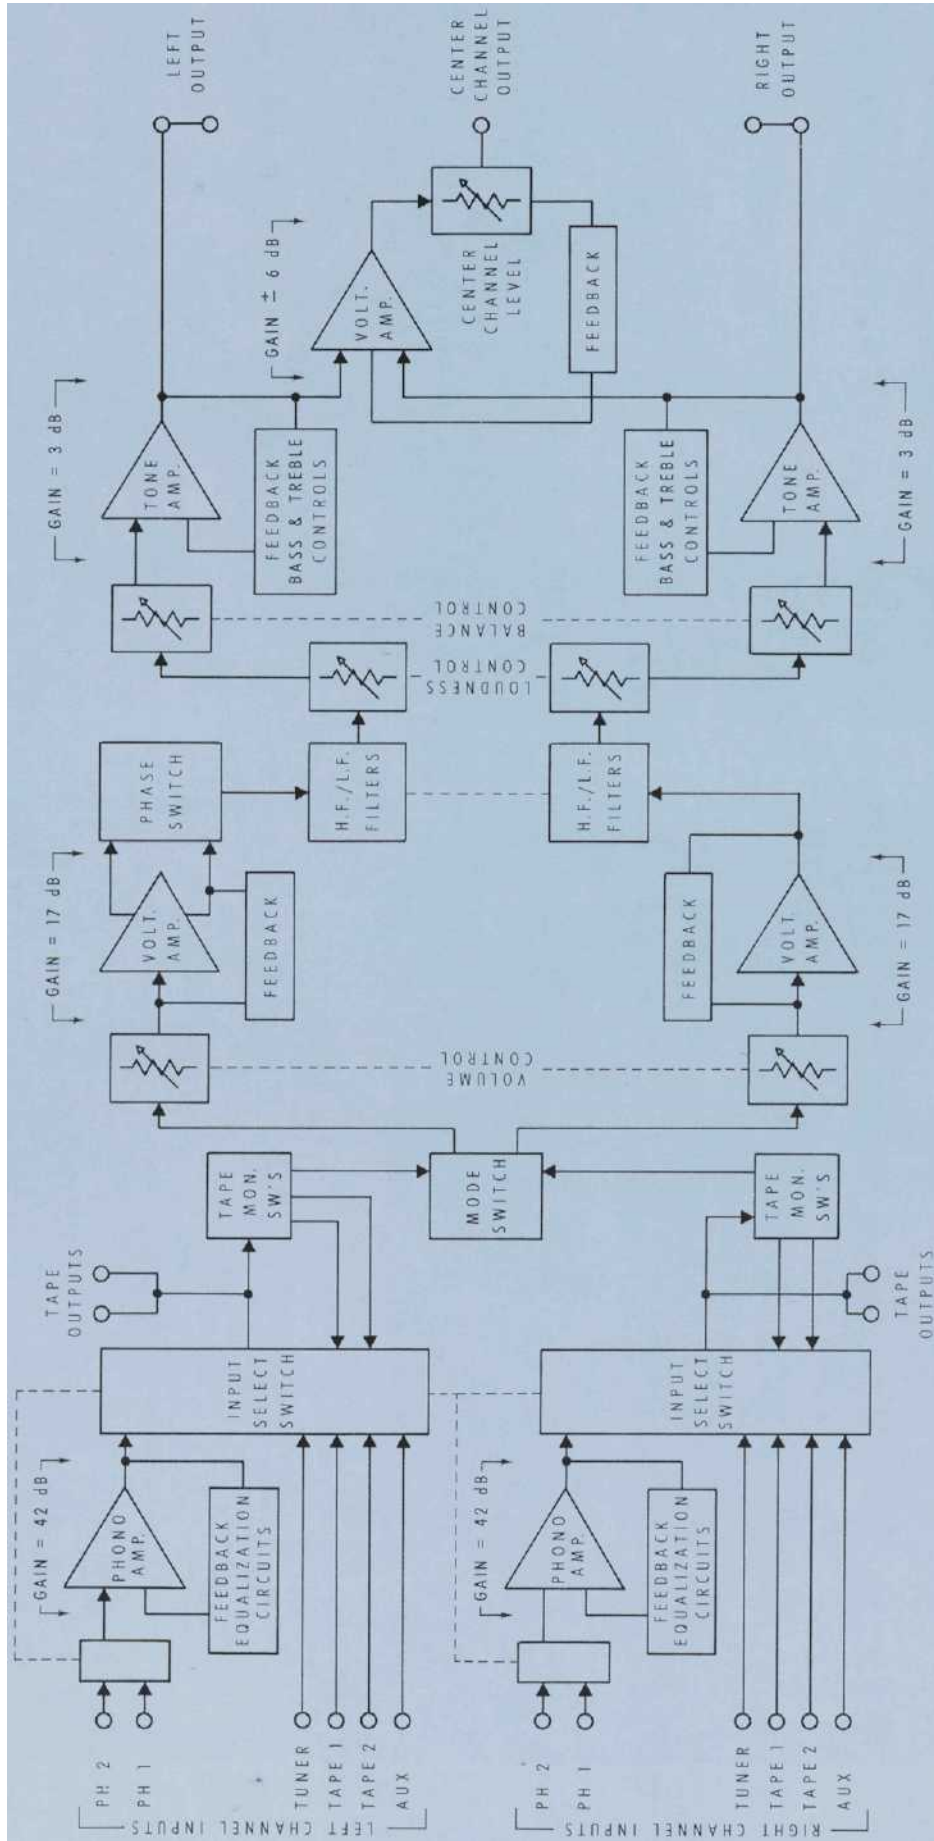 PH 2
PH 1
TUNER
TAPE 1
TAPE 2
AUX
LEFT CHANNEL INPUTS
GAIN = 42 dB
PHONO
AMP.
FEEDBACK
EQUALIZATION
CIRCUITS
INPUT
SELECT
SWITCH
TAPE
OUTPUTS
TAPE
MON.
SW'S
GAIN = 17 dB
VOLT.
AMP.
FEEDBACK
PHASE
SWITCH
H.F./L.F.
FILTERS
GAIN = 3 dB
TONE
AMP.
FEEDBACK
BASS & TREBLE
CONTROLS
LEFT
OUTPUT
MODE
SWITCH
VOLUME
CONTROL
LOUDNESS
CONTROL
BALANCE
CONTROL
GAIN ± 6 dB
VOLT.
AMP.
CENTER
CHANNEL
LEVEL
FEEDBACK
CENTER
CHANNEL
OUTPUT
PH 2
PH 1
TUNER
TAPE 1
TAPE 2
AUX
RIGHT CHANNEL INPUTS
GAIN = 42 dB
PHONO
AMP.
FEEDBACK
EQUALIZATION
CIRCUITS
INPUT
SELECT
SWITCH
TAPE
MON.
SW'S
TAPE
OUTPUTS
FEEDBACK
VOLT.
AMP.
GAIN = 17 dB
H.F./L.F.
FILTERS
FEEDBACK
BASS & TREBLE
CONTROLS
TONE
AMP.
GAIN = 3 dB
RIGHT
OUTPUT